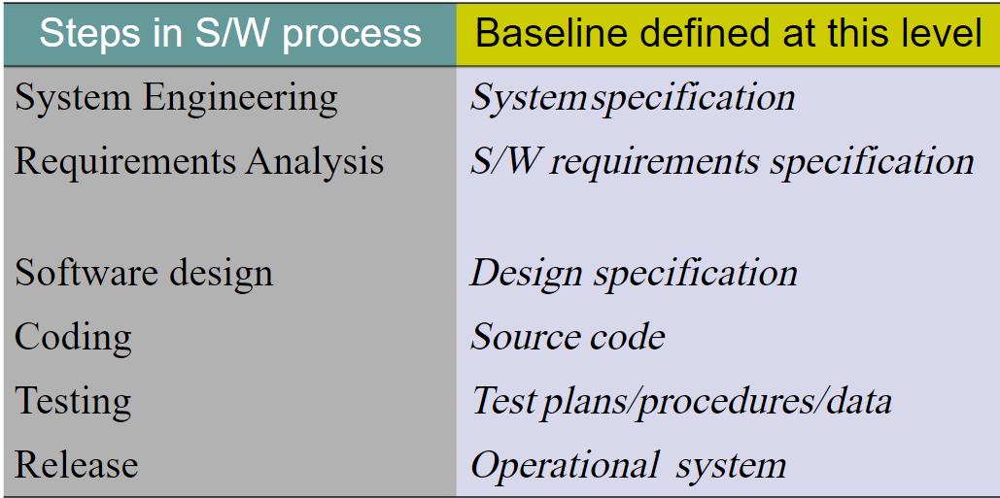 Steps in S/W process Baseline defined at this level
System Engineering System specification
Requirements Analysis S/W requirements specification
Software design Design specification
Coding Source code
Testing Test plans/procedures/data
Release Operational system